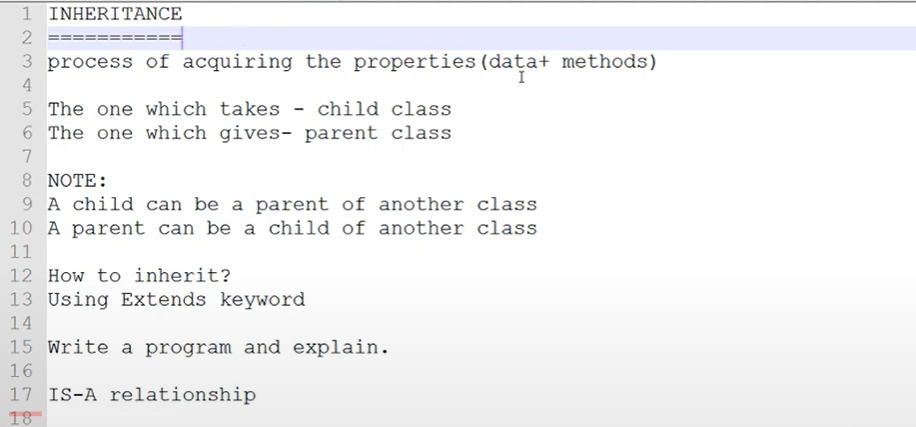 1 INHERITANCE
2 ===========
3 process of acquiring the properties(data+ methods)
4
5 The one which takes - child class
6 The one which gives- parent class
7
8 NOTE:
9 A child can be a parent of another class
10 A parent can be a child of another class
11
12 How to inherit?
13 Using Extends keyword
14
15 Write a program and explain.
16
17 IS-A relationship
18